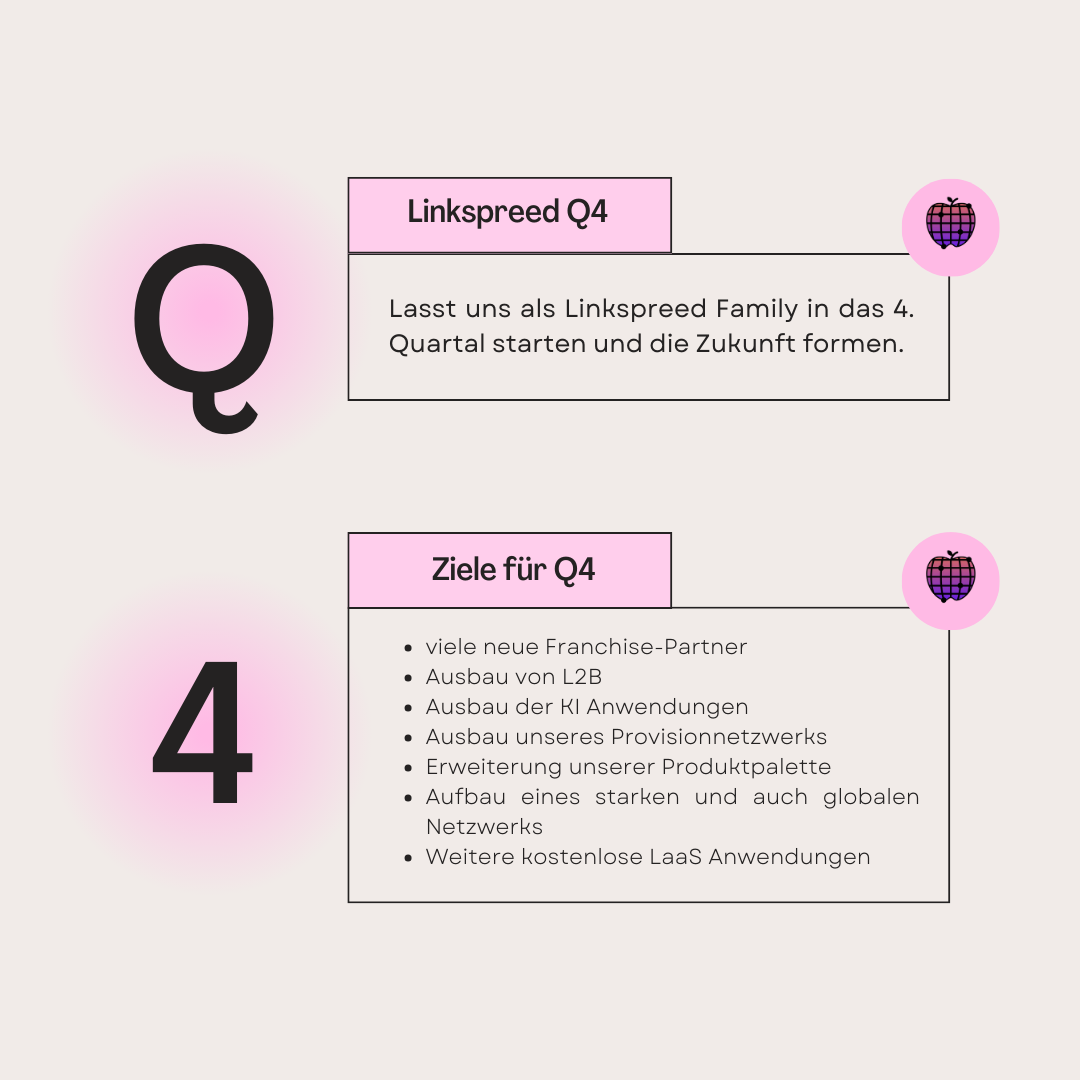 Q
Linkspreed Q4
Lasst uns als Linkspreed Family in das 4.
Quartal starten und die Zukunft formen.
4
Ziele für Q4
• viele neue Franchise-Partner
• Ausbau von L2B
• Ausbau der KI Anwendungen
• Ausbau unseres Provisionnetzwerks
• Erweiterung unserer Produktpalette
• Aufbau eines starken und auch globalen
Netzwerks
• Weitere kostenlose LaaS Anwendungen